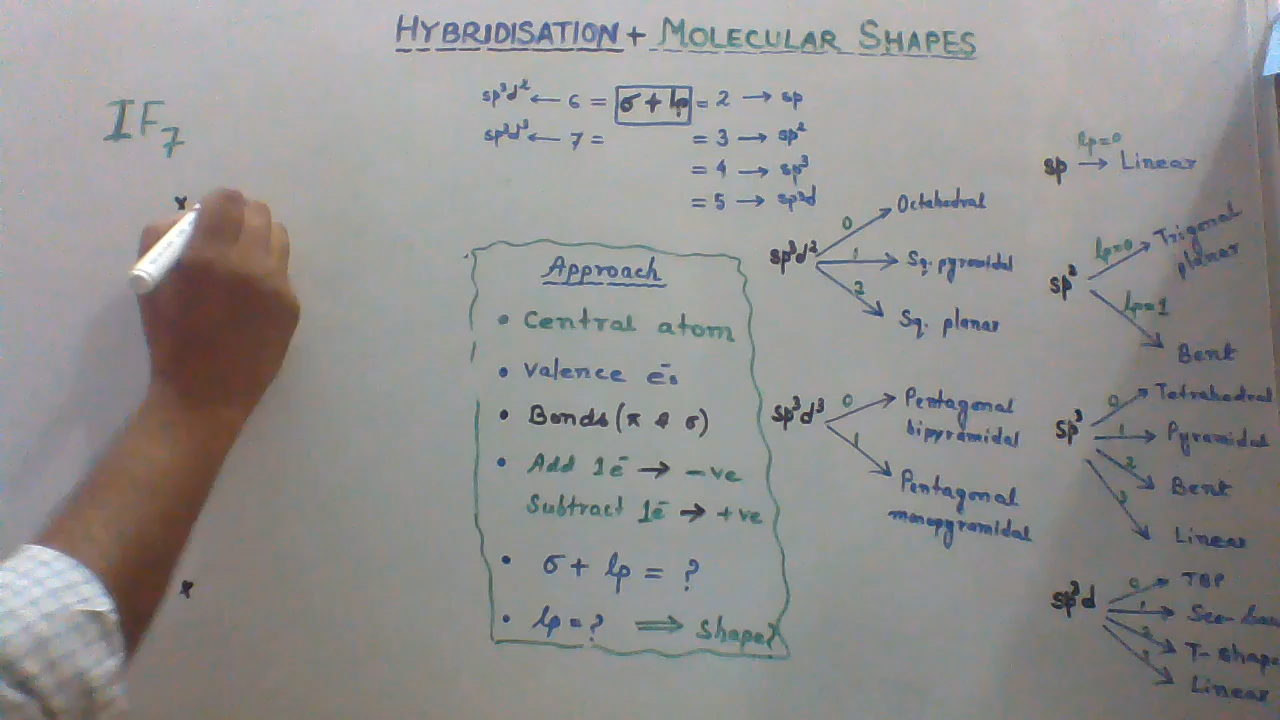 HYBRIDISATION + MOLECULAR SHAPES
IF₇
sp³d² ← 6 = σ + lp = 2 → sp
sp³d³ ← 7 = = 3 → sp²
= 4 → sp³
= 5 → sp³d
Approach
• Central atom
• Valence e⁻s
• Bonds (π & σ)
• Add 1e⁻ → -ve
Subtract 1e⁻ → +ve
• σ + lp = ?
• lp = ? ⟹ shape?
sp³d²
0 → Octahedral
1 → Sq. pyramidal
2 → Sq. planar
sp³d³
0 → Pentagonal
bipyramidal
1 → Pentagonal
monopyramidal
sp lp=0 → Linear
sp²
lp=0 → Trigonal
planar
lp=1 → Bent
sp³
0 → Tetrahedral
1 → Pyramidal
2 → Bent
3 → Linear
sp³d
0 → TBP
1 → See-
2 → T-shape
3 → Linear
x
x